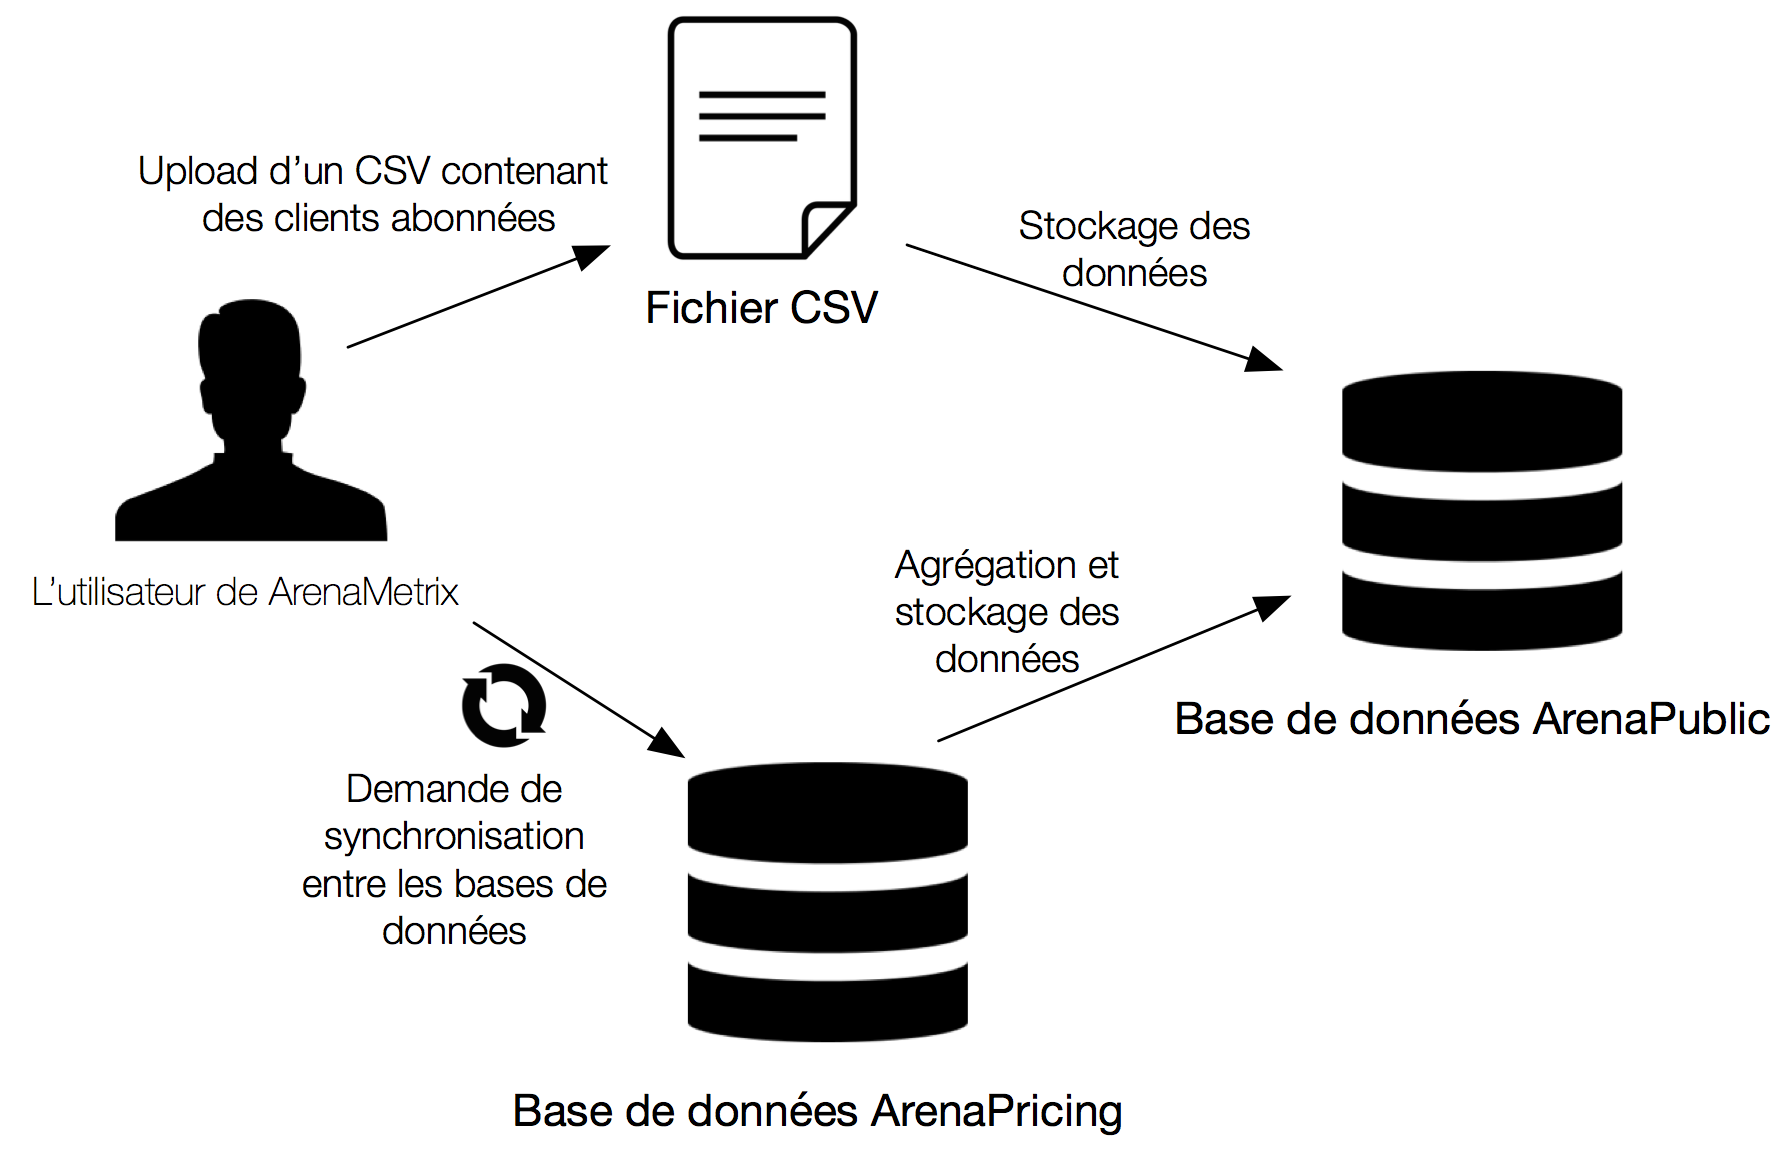 Upload d’un CSV contenant
des clients abonnées
Fichier CSV
Stockage des
données
L’utilisateur de ArenaMetrix
Agrégation et
stockage des
données
Base de données ArenaPublic
Demande de
synchronisation
entre les bases de
données
Base de données ArenaPricing